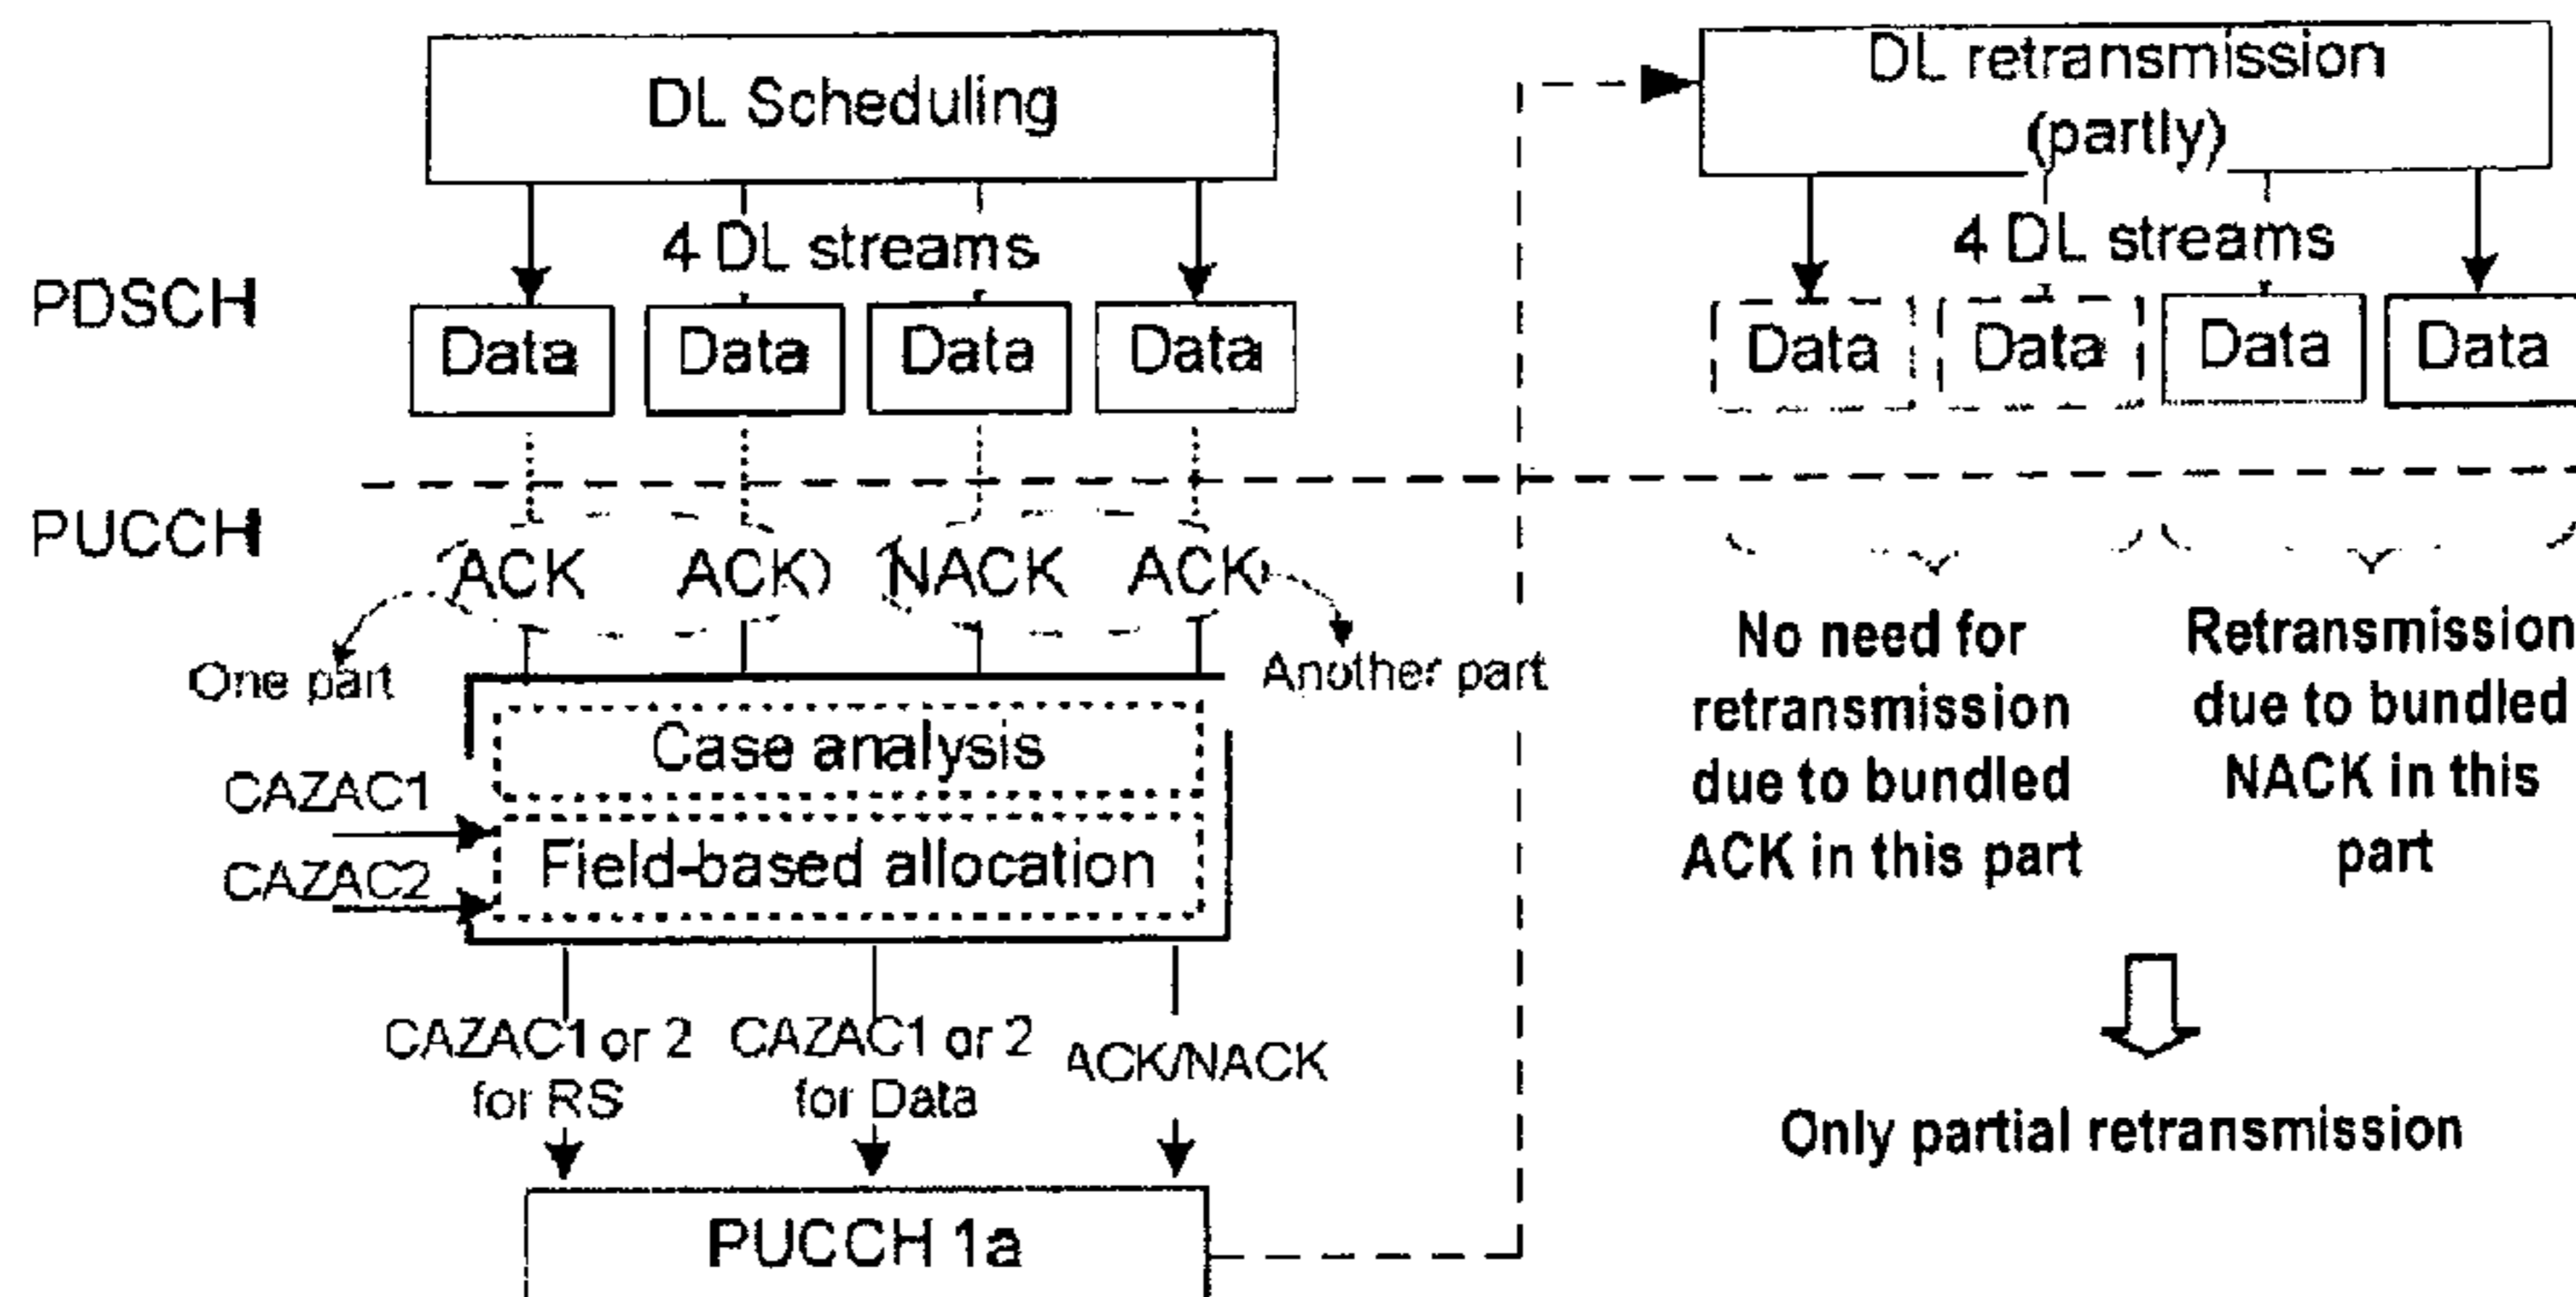 DL Scheduling
4 DL streams
PDSCH
Data Data Data Data
PUCCH
ACK ACK NACK ACK
One part
Another part
Case analysis
CAZAC1
Field-based allocation
CAZAC2
CAZAC1 or 2
for RS
CAZAC1 or 2
for Data
ACK/NACK
PUCCH 1a
DL retransmission
(partly)
4 DL streams
Data Data Data Data
No need for
retransmission
due to bundled
ACK in this part
Retransmission
due to bundled
NACK in this
part
Only partial retransmission